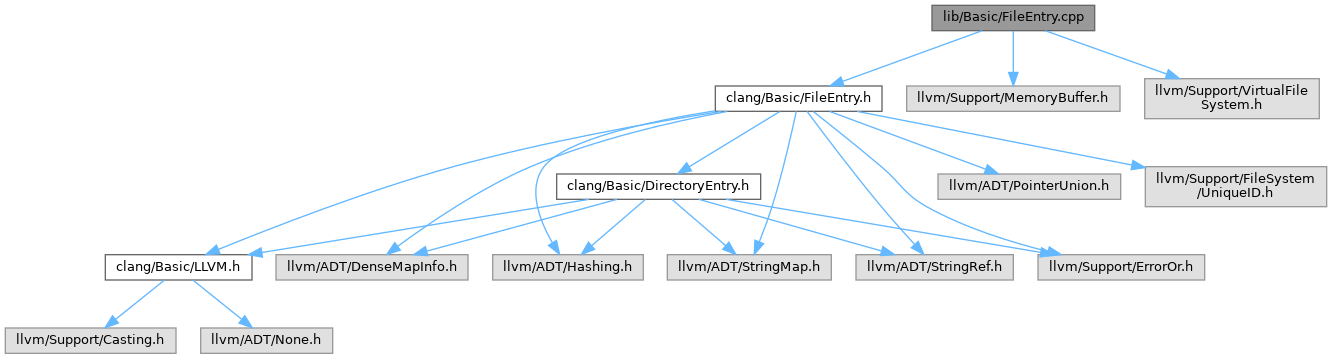 lib/Basic/FileEntry.cpp
clang/Basic/FileEntry.h
llvm/Support/MemoryBuffer.h
llvm/Support/VirtualFile
System.h
clang/Basic/DirectoryEntry.h
llvm/ADT/PointerUnion.h
llvm/Support/FileSystem
/UniqueID.h
clang/Basic/LLVM.h
llvm/ADT/DenseMapInfo.h
llvm/ADT/Hashing.h
llvm/ADT/StringMap.h
llvm/ADT/StringRef.h
llvm/Support/ErrorOr.h
llvm/Support/Casting.h
llvm/ADT/None.h